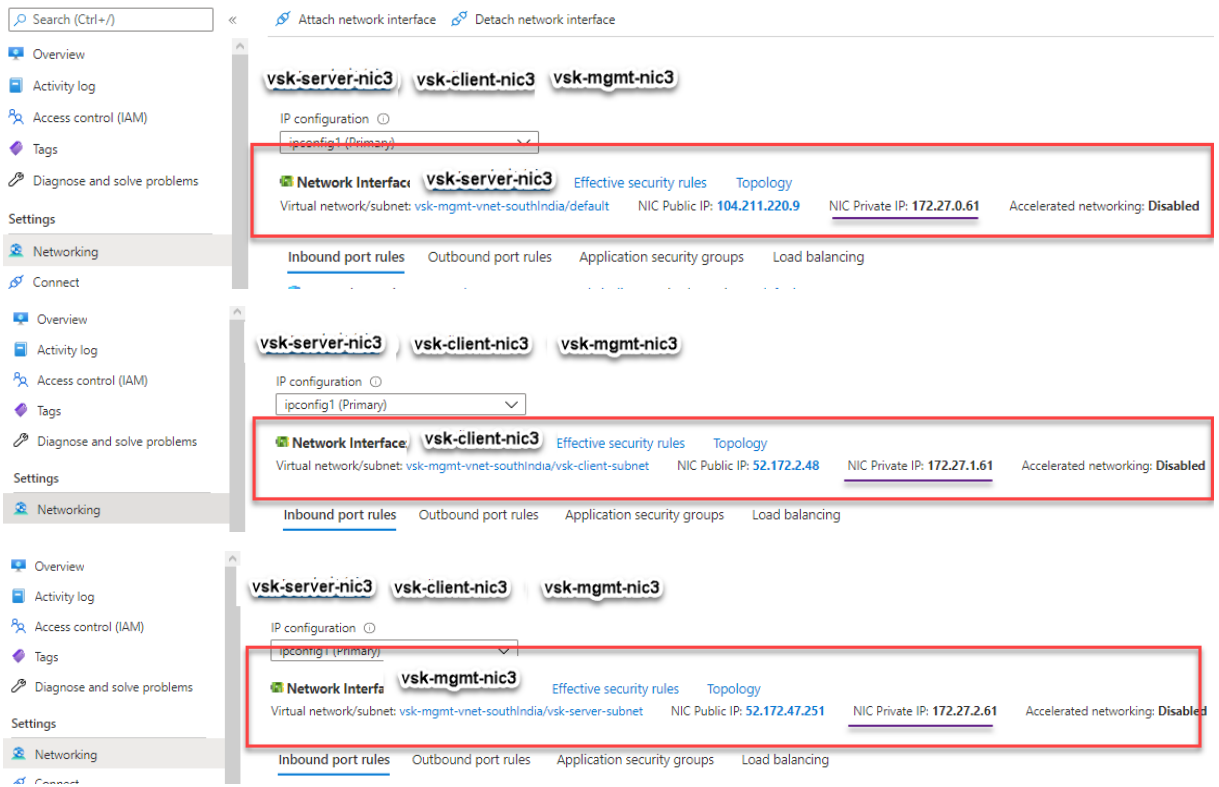 Search (Ctrl+/)
«
Attach network interface
Detach network interface
Overview
Activity log
Access control (IAM)
Tags
Diagnose and solve problems
Settings
Networking
Connect
vsk-server-nic3 vsk-client-nic3 vsk-mgmt-nic3
IP configuration
ipconfig1 (Primary)
Network Interface vsk-server-nic3 Effective security rules Topology
Virtual network/subnet: vsk-mgmt-vnet-southIndia/default NIC Public IP: 104.211.220.9 NIC Private IP: 172.27.0.61 Accelerated networking: Disabled
Inbound port rules Outbound port rules Application security groups Load balancing
Overview
Activity log
Access control (IAM)
Tags
Diagnose and solve problems
Settings
Networking
vsk-server-nic3 vsk-client-nic3 vsk-mgmt-nic3
IP configuration
ipconfig1 (Primary)
Network Interface: vsk-client-nic3 Effective security rules Topology
Virtual network/subnet: vsk-mgmt-vnet-southIndia/vsk-client-subnet NIC Public IP: 52.172.2.48 NIC Private IP: 172.27.1.61 Accelerated networking: Disabled
Inbound port rules Outbound port rules Application security groups Load balancing
Overview
Activity log
Access control (IAM)
Tags
Diagnose and solve problems
Settings
Networking
Connect
vsk-server-nic3 vsk-client-nic3 vsk-mgmt-nic3
IP configuration
ipconfig1 (Primary)
Network Interfa vsk-mgmt-nic3 Effective security rules Topology
Virtual network/subnet: vsk-mgmt-vnet-southIndia/vsk-server-subnet NIC Public IP: 52.172.47.251 NIC Private IP: 172.27.2.61 Accelerated networking: Disabled
Inbound port rules Outbound port rules Application security groups Load balancing